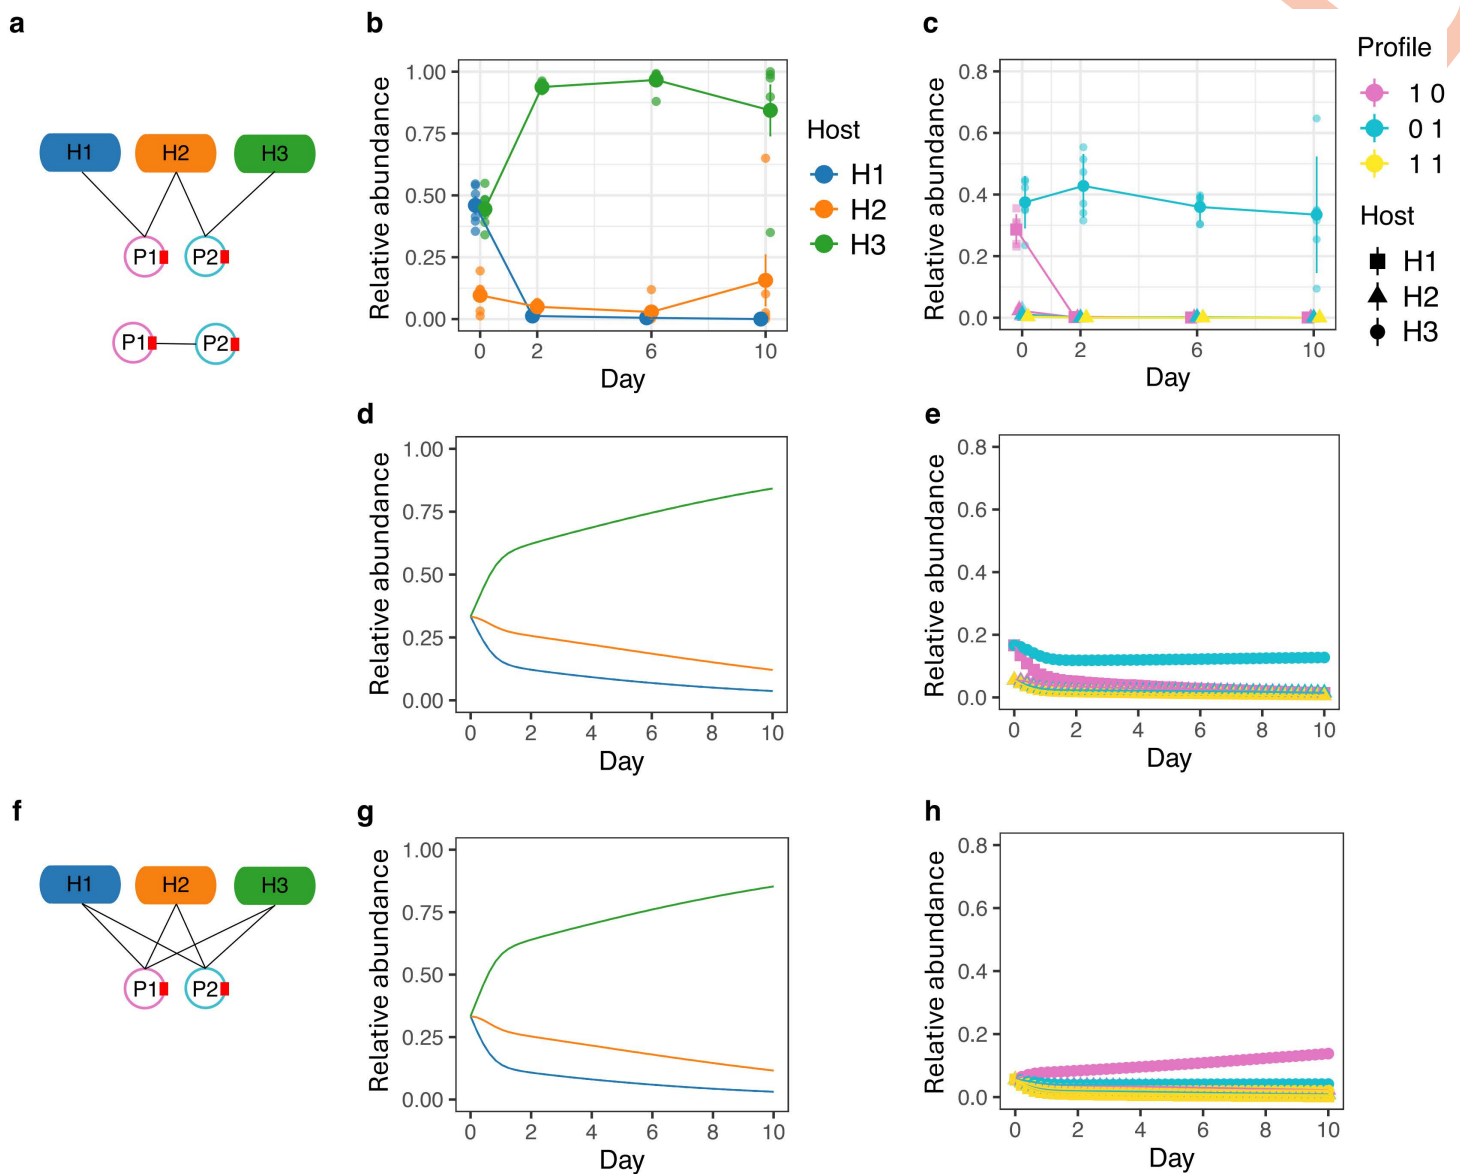 a
H1 H2 H3
P1 P2
P1 P2
b
Relative abundance
1.00
0.75
0.50
0.25
0.00
0 2 6 10
Day
Host
H1
H2
H3
c
Relative abundance
0.8
0.6
0.4
0.2
0.0
0 2 6 10
Day
Profile
1 0
0 1
1 1
Host
H1
H2
H3
d
Relative abundance
1.00
0.75
0.50
0.25
0.00
0 2 4 6 8 10
Day
e
Relative abundance
0.8
0.6
0.4
0.2
0.0
0 2 4 6 8 10
Day
f
H1 H2 H3
P1 P2
g
Relative abundance
1.00
0.75
0.50
0.25
0.00
0 2 4 6 8 10
Day
h
Relative abundance
0.8
0.6
0.4
0.2
0.0
0 2 4 6 8 10
Day